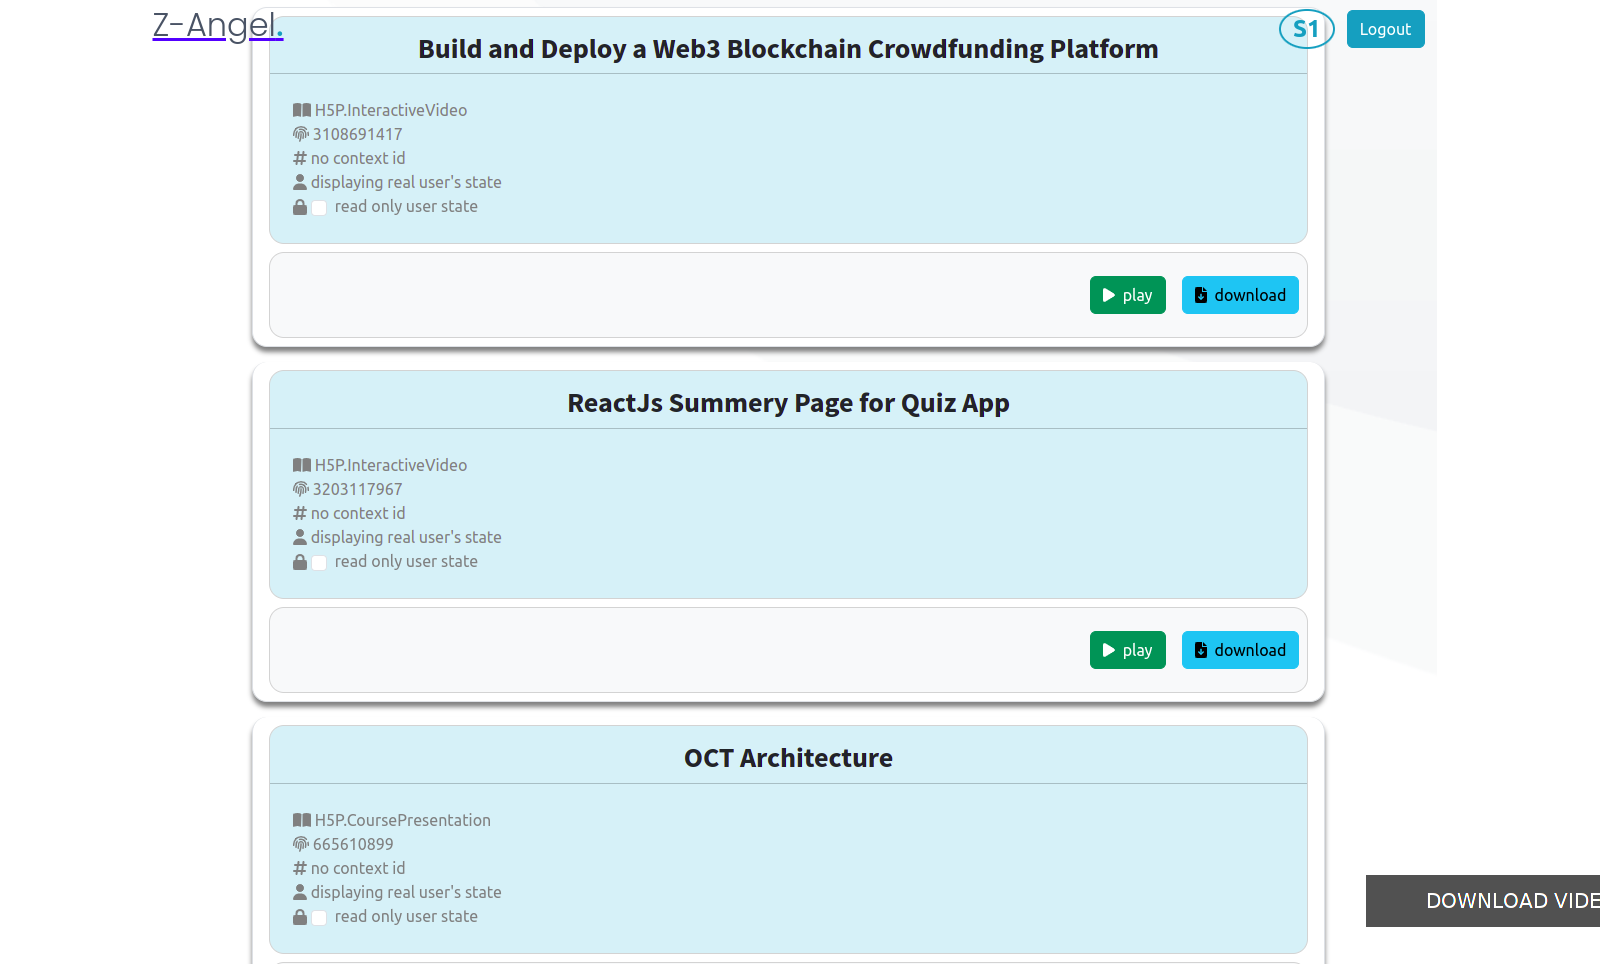 Z-Angel.
S1
Logout
Build and Deploy a Web3 Blockchain Crowdfunding Platform
H5P.InteractiveVideo
3108691417
# no context id
displaying real user's state
read only user state
play
download
ReactJs Summery Page for Quiz App
H5P.InteractiveVideo
3203117967
# no context id
displaying real user's state
read only user state
play
download
OCT Architecture
H5P.CoursePresentation
665610899
# no context id
displaying real user's state
read only user state
DOWNLOAD VIDE